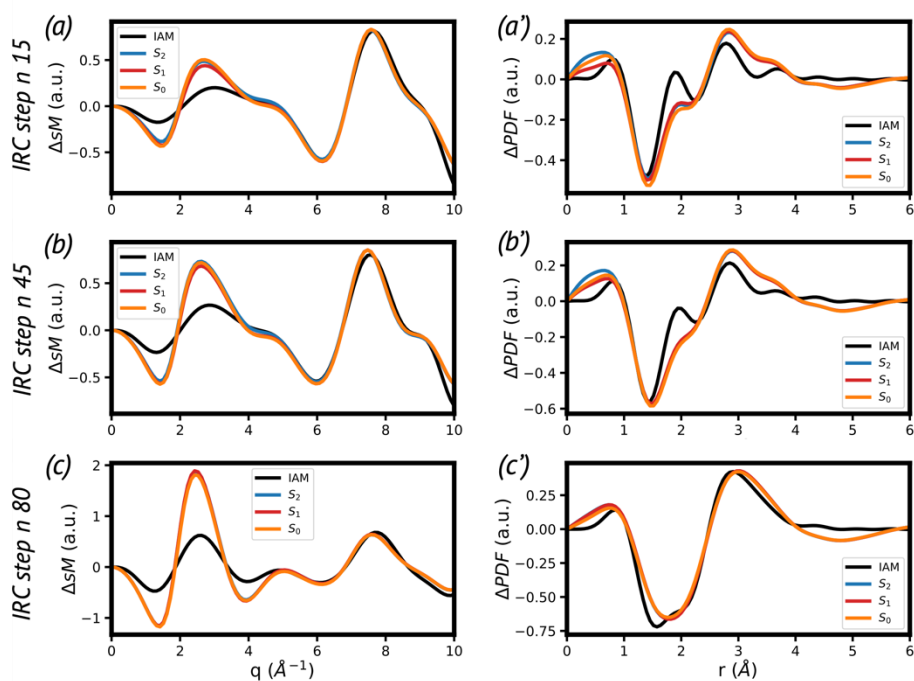 (a)
IRC step n 15
ΔsM (a.u.)
0.5
0.0
−0.5
IAM
S2
S1
S0
0 2 4 6 8 10
(a')
ΔPDF (a.u.)
0.2
0.0
−0.2
−0.4
IAM
S2
S1
S0
0 1 2 3 4 5 6
(b)
IRC step n 45
ΔsM (a.u.)
0.5
0.0
−0.5
IAM
S2
S1
S0
0 2 4 6 8 10
(b')
ΔPDF (a.u.)
0.2
0.0
−0.2
−0.4
−0.6
IAM
S2
S1
S0
0 1 2 3 4 5 6
(c)
IRC step n 80
ΔsM (a.u.)
2
1
0
−1
IAM
S2
S1
S0
0 2 4 6 8 10
q (Å⁻¹)
(c')
ΔPDF (a.u.)
0.25
0.00
−0.25
−0.50
−0.75
IAM
S2
S1
S0
0 1 2 3 4 5 6
r (Å)